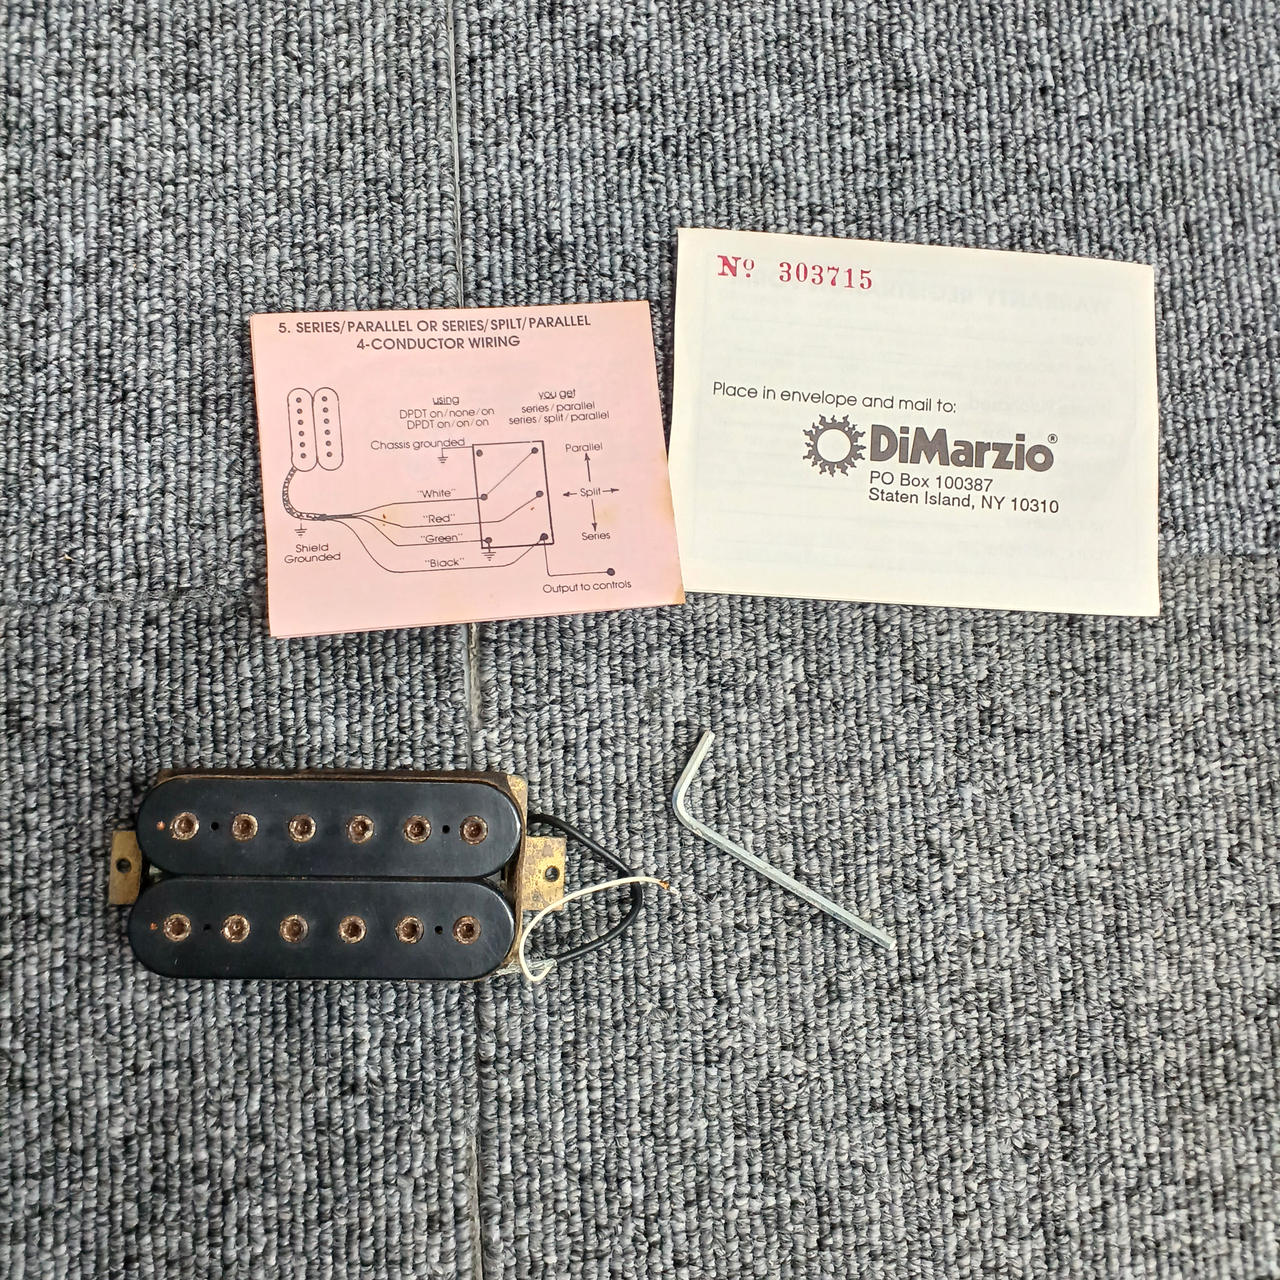 5. SERIES/PARALLEL OR SERIES/SPILT/PARALLEL
4-CONDUCTOR WIRING
using
DPDT on/none/on
DPDT on/on/on
you get
series/parallel
series/split/parallel
Chassis grounded
Parallel
"White"
Split
"Red"
"Green"
Series
Shield
Grounded
"Black"
Output to controls
Nº 303715
Place in envelope and mail to:
DiMarzio®
PO Box 100387
Staten Island, NY 10310